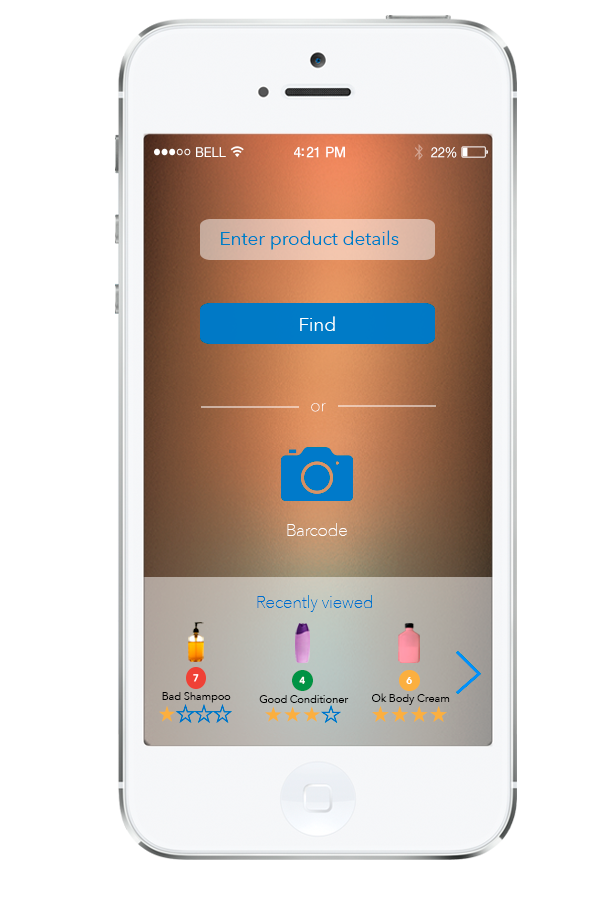 BELL 4:21 PM 22%
Enter product details
Find
or
Barcode
Recently viewed
7 4 6
Bad Shampoo Good Conditioner Ok Body Cream